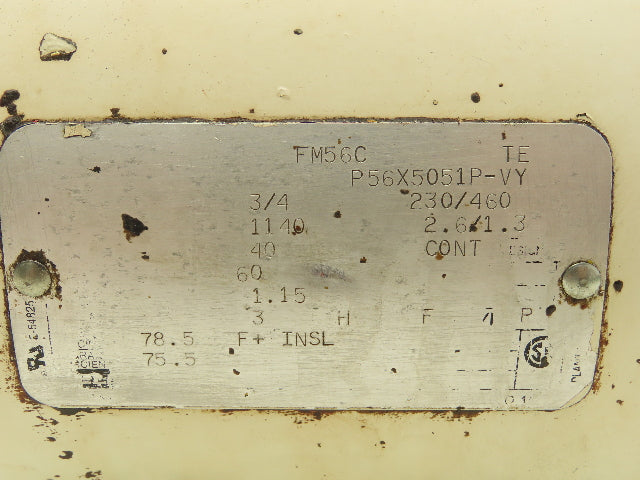 FM56C TE
P56X5051P-VY
3/4 230/460
1140 2.6/1.3
40 CONT
60
1.15
3 H F P
78.5 F+ INSL
75.5